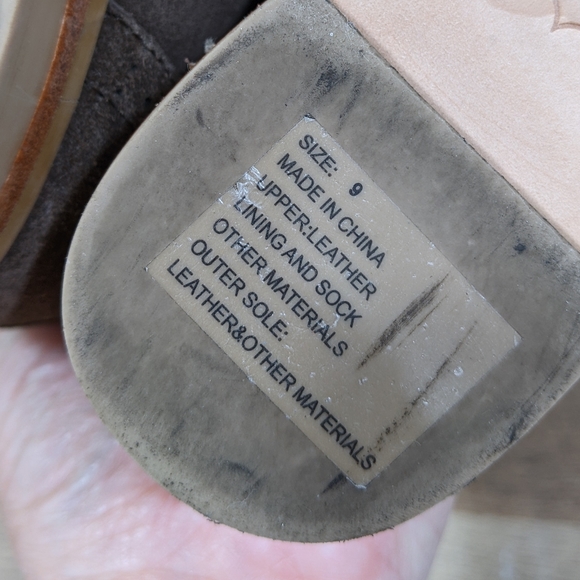 SIZE: 9
MADE IN CHINA
UPPER:LEATHER
LINING AND SOCK
OTHER MATERIALS
OUTER SOLE:
LEATHER&OTHER MATERIALS